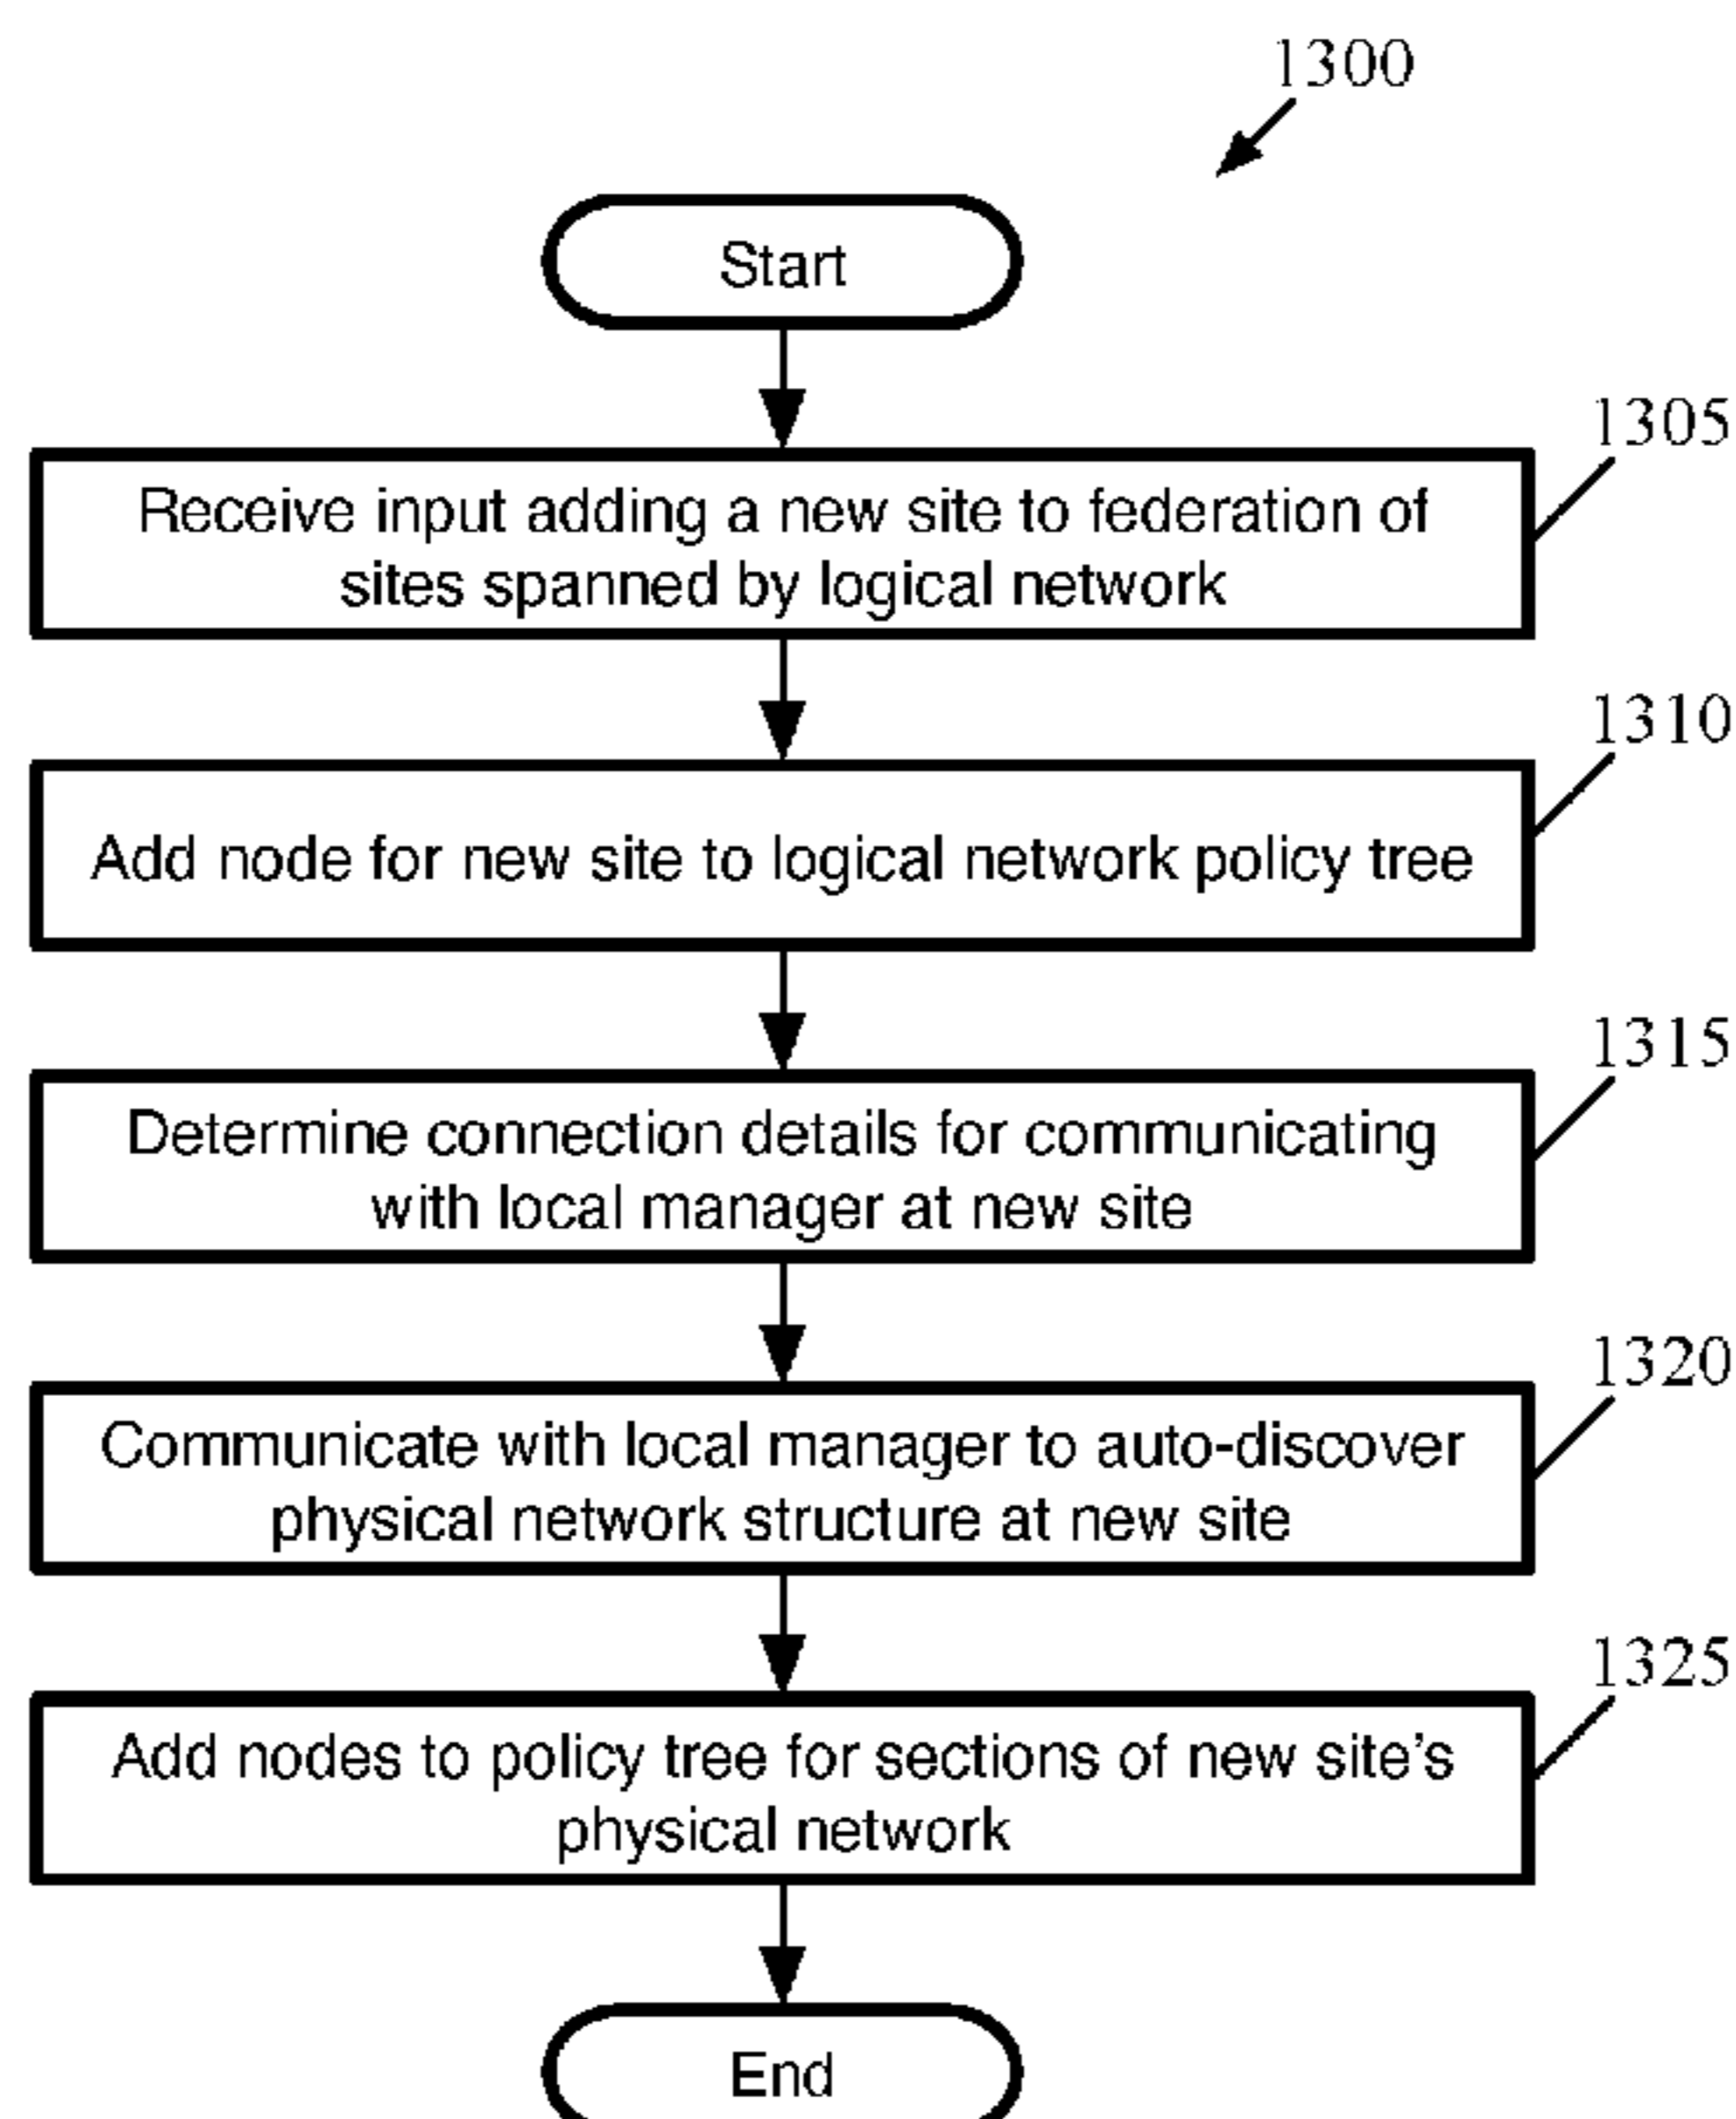 1300
Start
1305
Receive input adding a new site to federation of
sites spanned by logical network
1310
Add node for new site to logical network policy tree
1315
Determine connection details for communicating
with local manager at new site
1320
Communicate with local manager to auto-discover
physical network structure at new site
1325
Add nodes to policy tree for sections of new site's
physical network
End